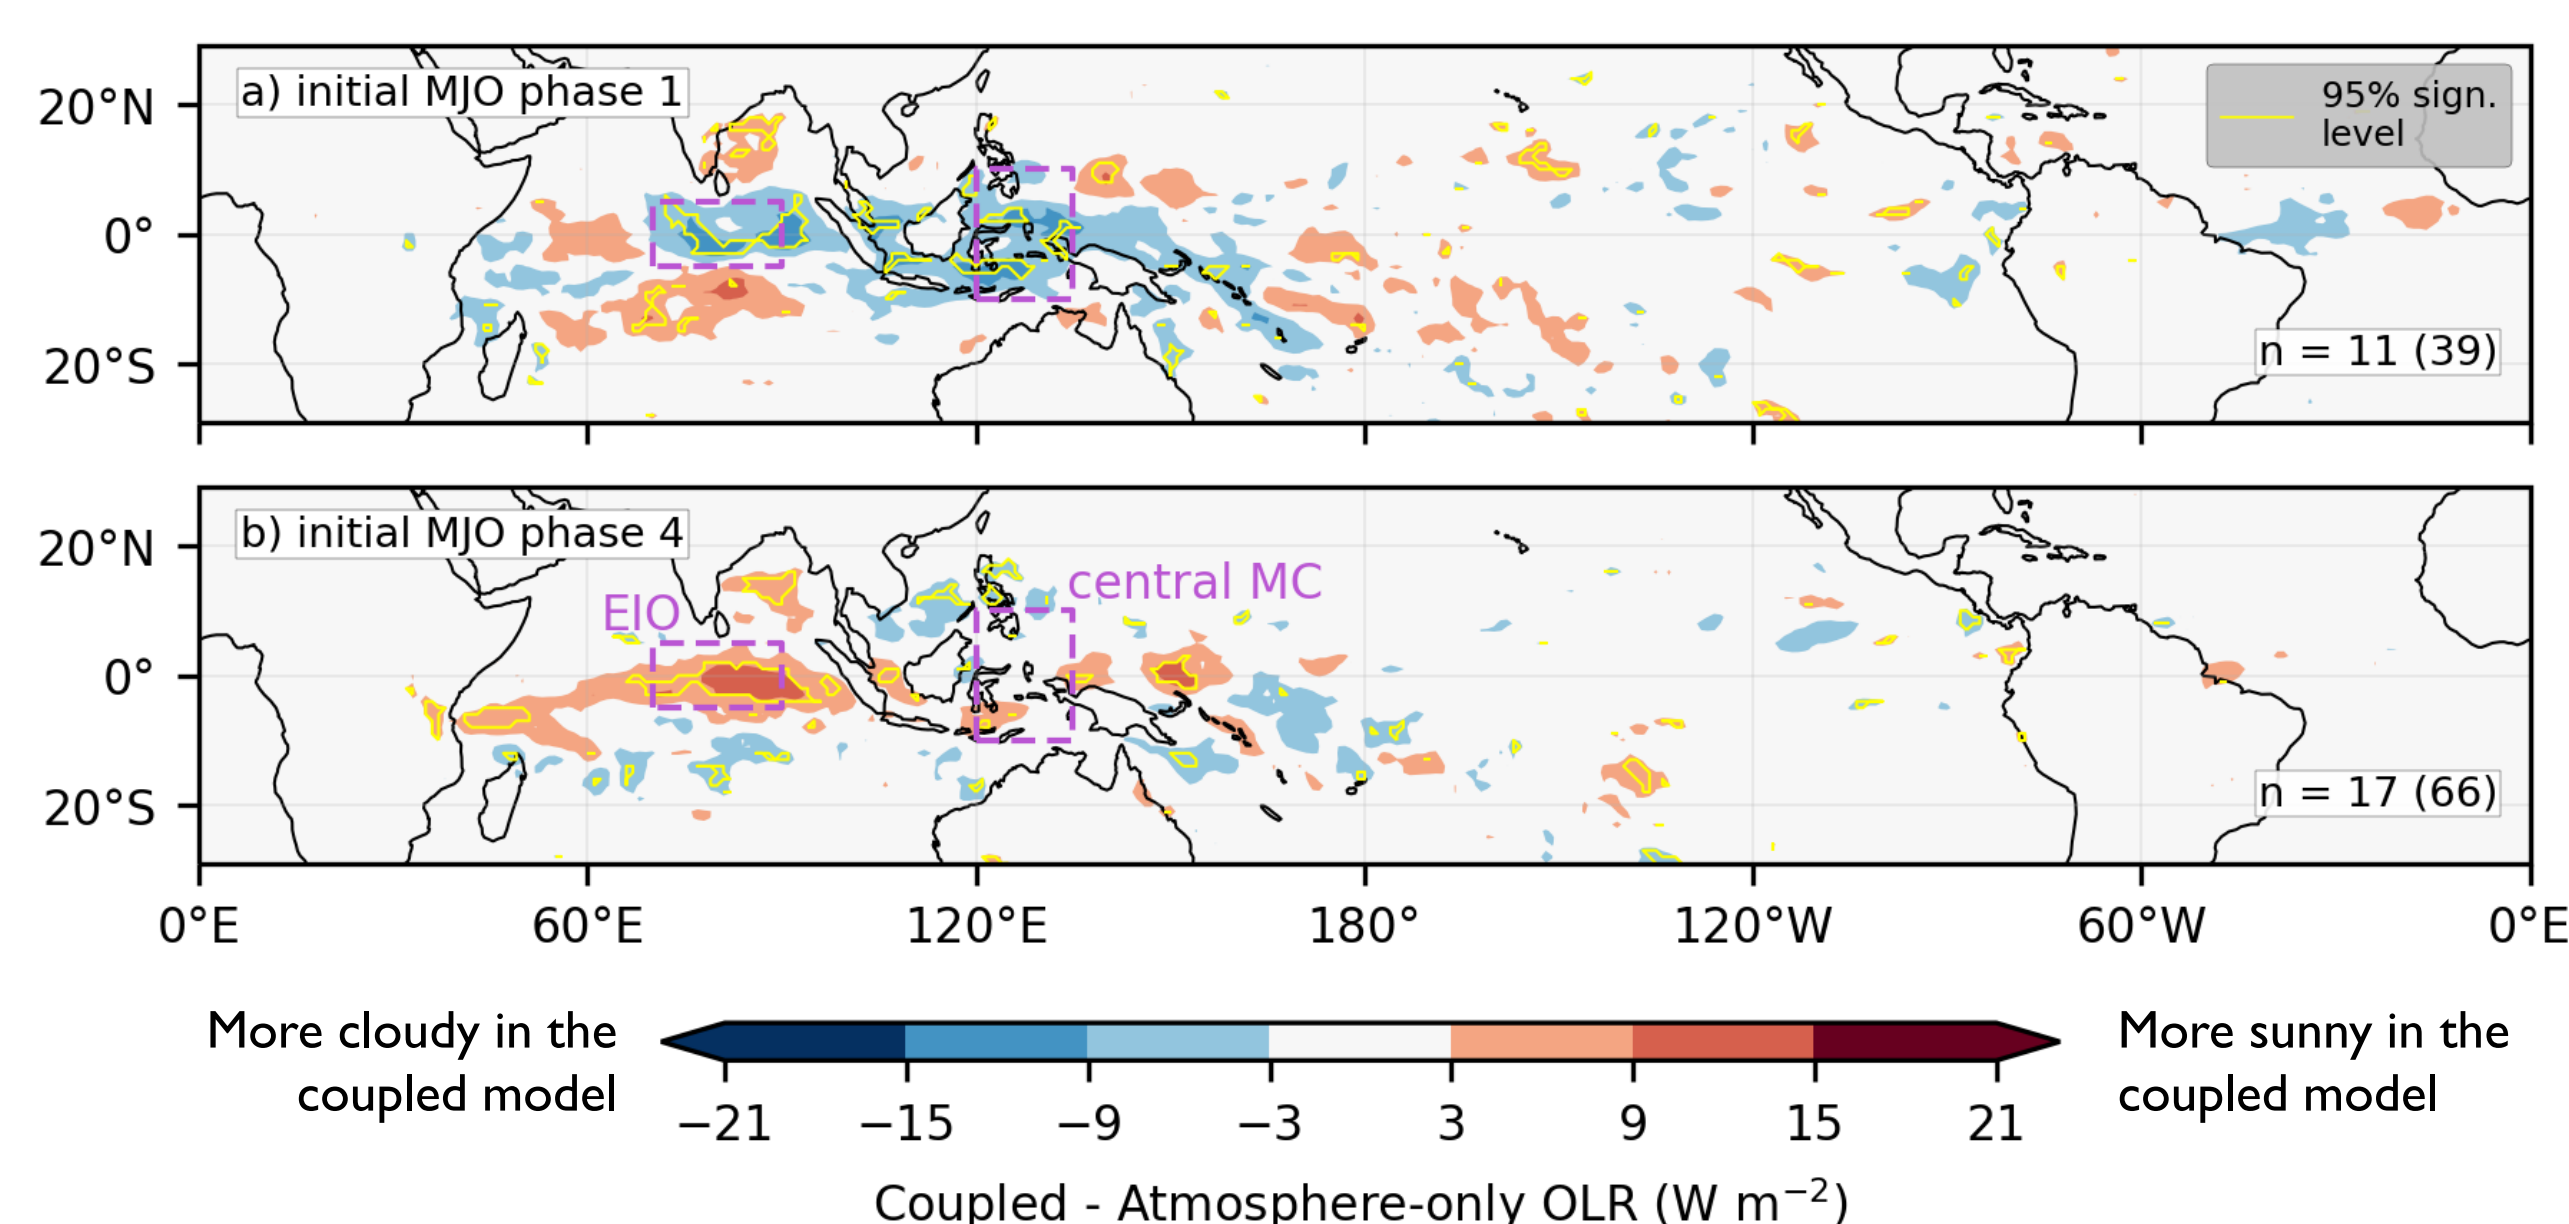 a) initial MJO phase 1
95% sign.
level
20°N
0°
20°S
n = 11 (39)
b) initial MJO phase 4
central MC
EIO
20°N
0°
20°S
n = 17 (66)
0°E 60°E 120°E 180° 120°W 60°W 0°E
More cloudy in the
coupled model
More sunny in the
coupled model
−21 −15 −9 −3 3 9 15 21
Coupled - Atmosphere-only OLR (W m⁻²)